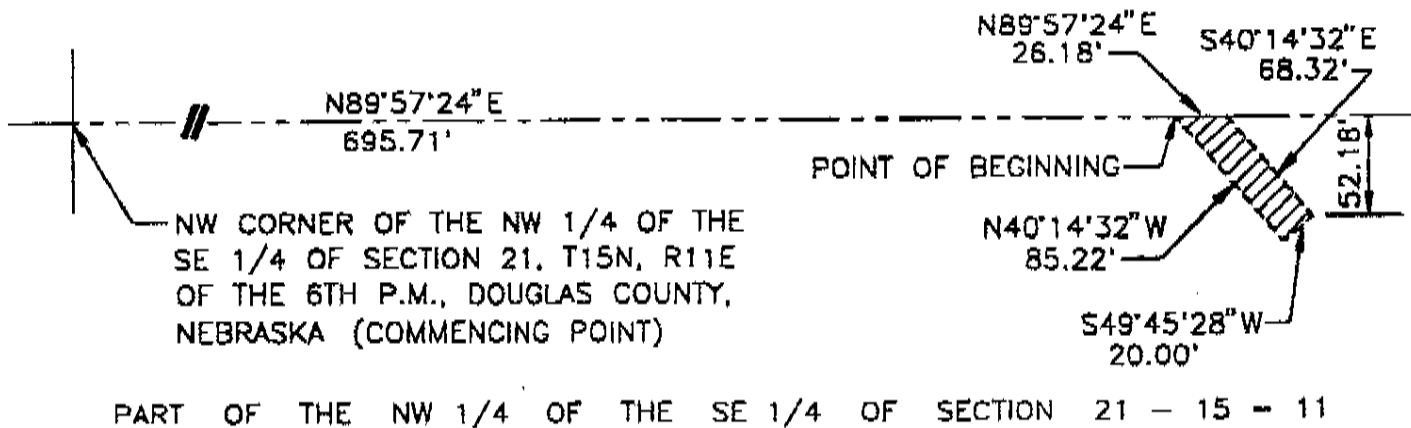 N89°57'24"E
26.18'
S40°14'32"E
68.32'
N89°57'24"E
695.71'
52.18'
POINT OF BEGINNING
NW CORNER OF THE NW 1/4 OF THE
SE 1/4 OF SECTION 21, T15N, R11E
OF THE 6TH P.M., DOUGLAS COUNTY,
NEBRASKA (COMMENCING POINT)
N40°14'32"W
85.22'
S49°45'28"W
20.00'
PART OF THE NW 1/4 OF THE SE 1/4 OF SECTION 21 - 15 - 11